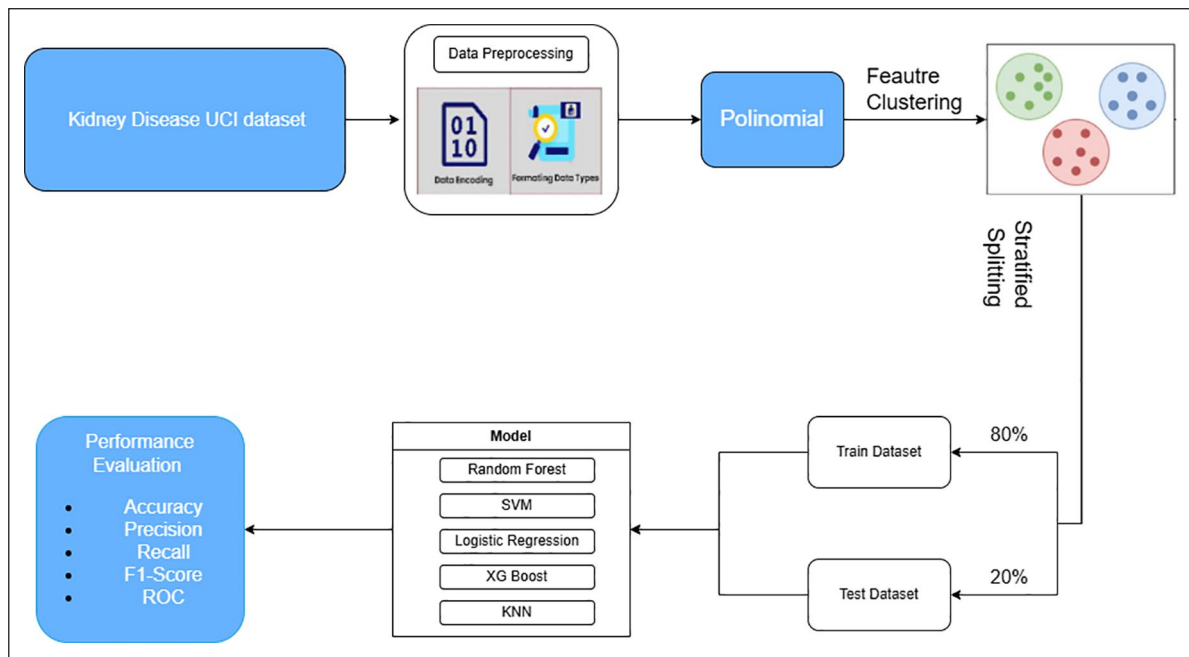 Kidney Disease UCI dataset
Data Preprocessing
01
10
Data Encoding
Formating Data Types
Polinomial
Feautre
Clustering
Stratified
Splitting
80%
Train Dataset
20%
Test Dataset
Model
Random Forest
SVM
Logistic Regression
XG Boost
KNN
Performance
Evaluation
• Accuracy
• Precision
• Recall
• F1-Score
• ROC